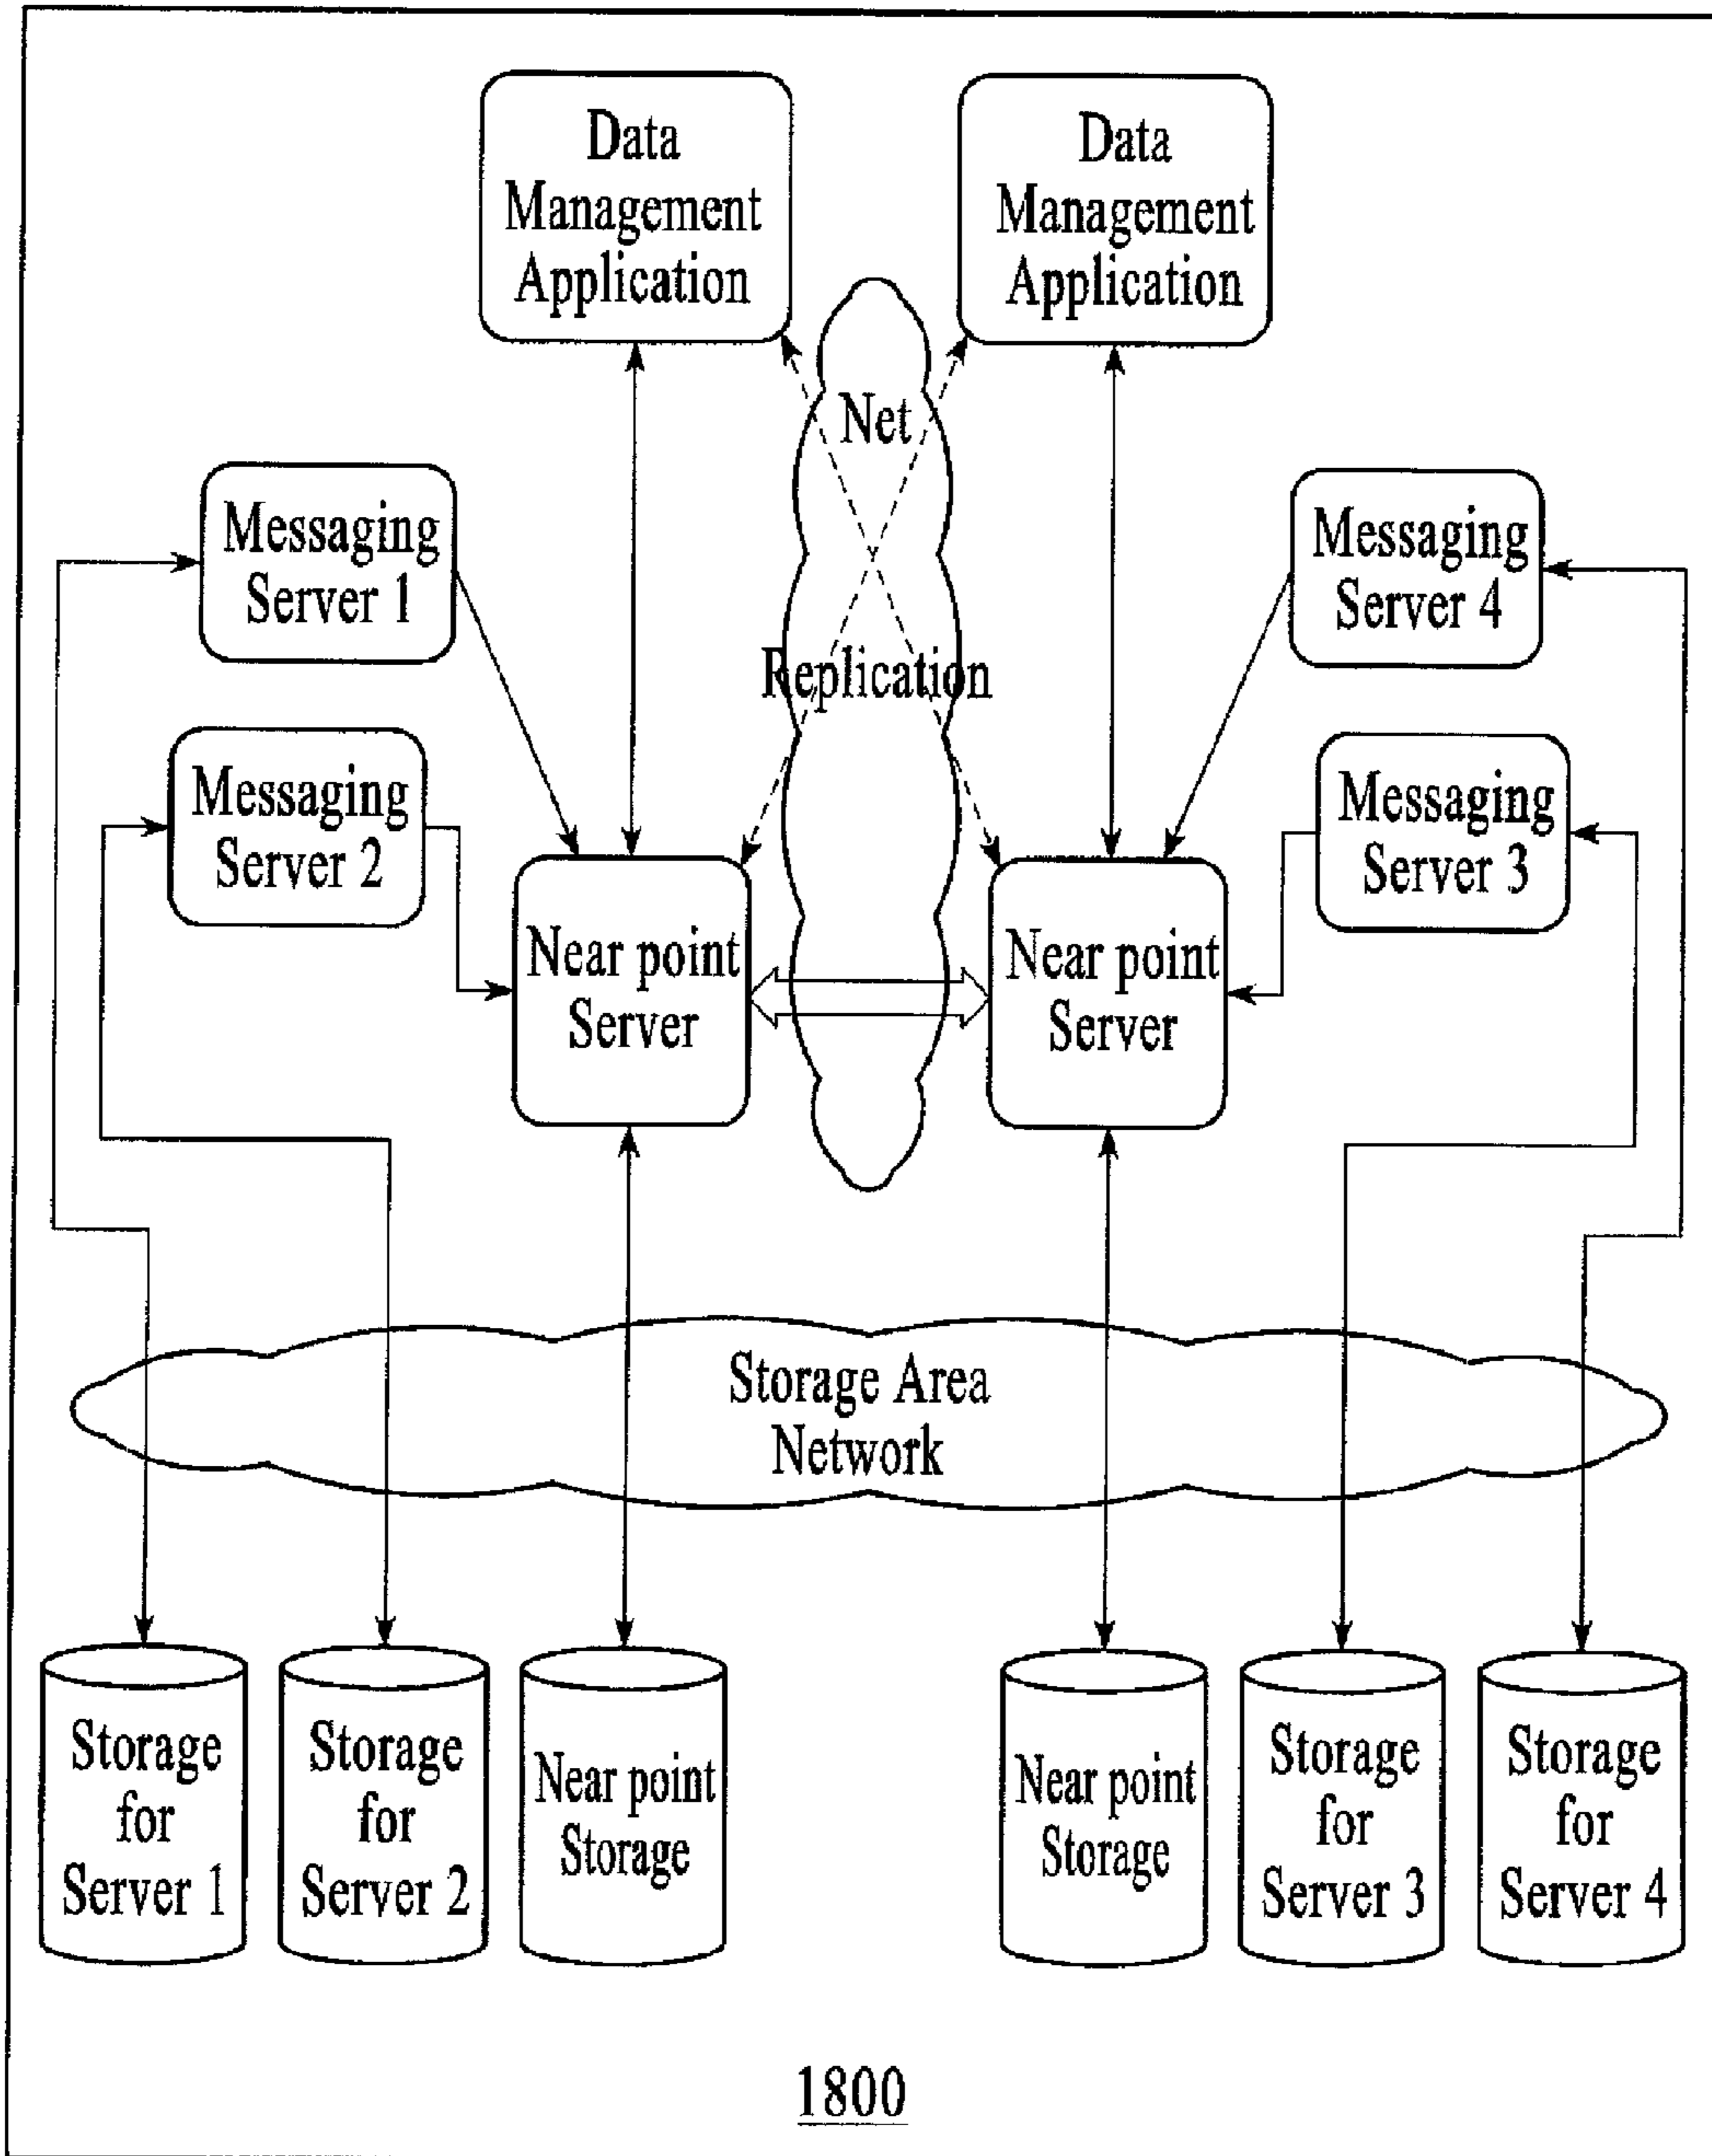 Data
Management
Application
Data
Management
Application
Net
Messaging
Server 1
Messaging
Server 4
Replication
Messaging
Server 2
Messaging
Server 3
Near point
Server
Near point
Server
Storage Area
Network
Storage
for
Server 1
Storage
for
Server 2
Near point
Storage
Near point
Storage
Storage
for
Server 3
Storage
for
Server 4
1800